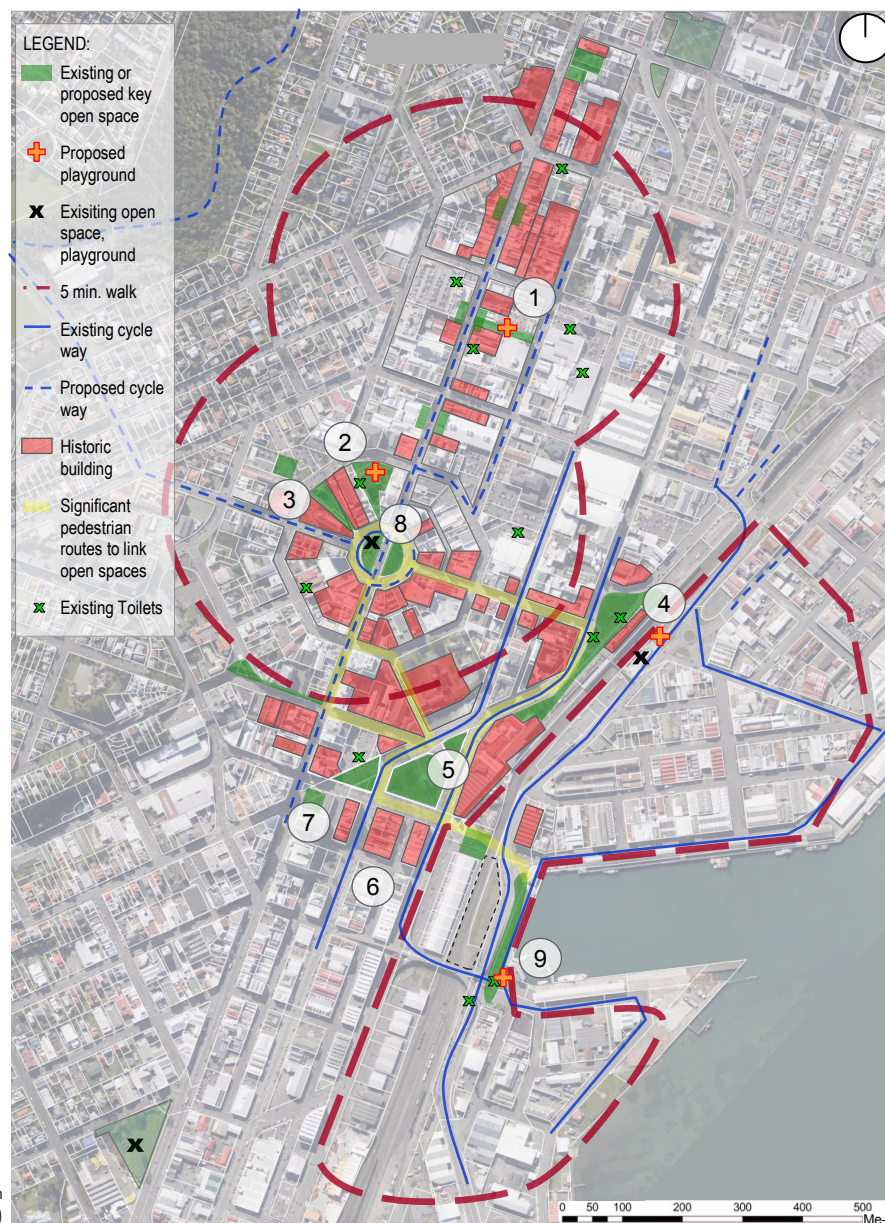 LEGEND:
Existing or
proposed key
open space
Proposed
playground
Exisiting open
space,
playground
5 min. walk
Existing cycle
way
Proposed cycle
way
Historic
building
Significant
pedestrian
routes to link
open spaces
Existing Toilets
1
2
3
8
4
5
7
6
9
n
)
0 50 100 200 300 400 500
Me-